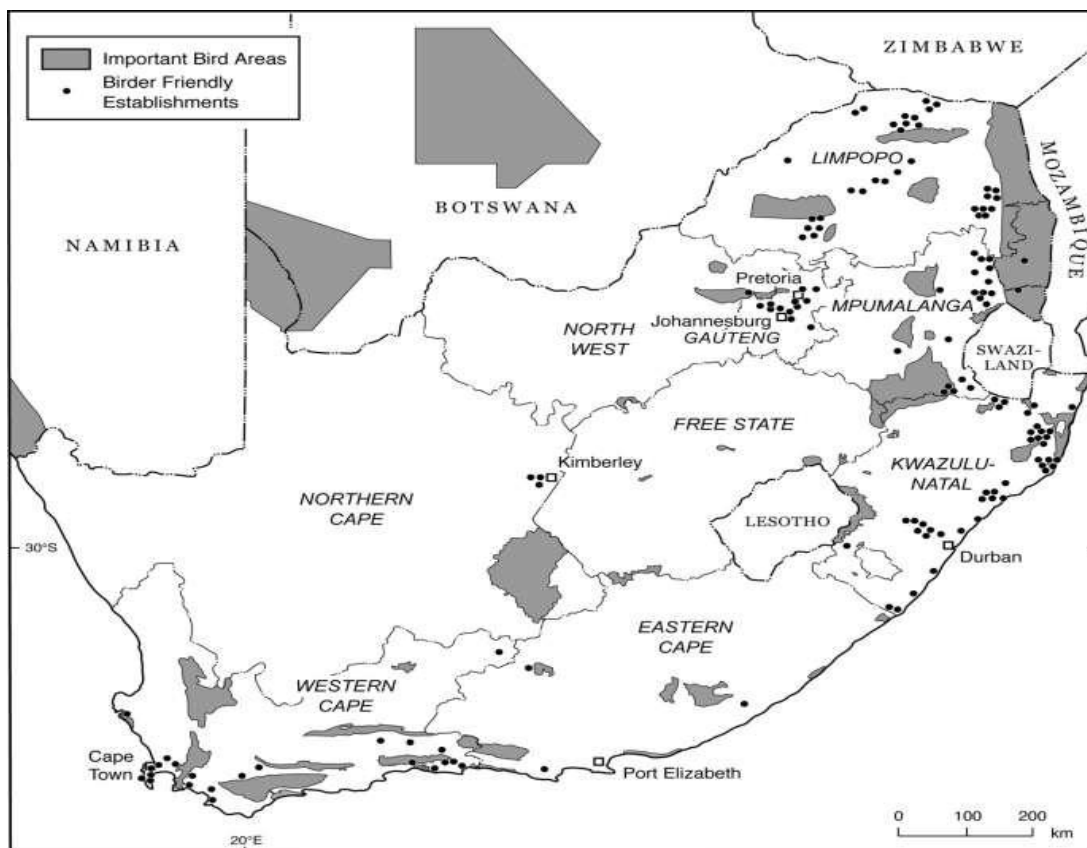 Important Bird Areas
Birder Friendly
Establishments
ZIMBABWE
LIMPOPO
MOZAMBIQUE
BOTSWANA
NAMIBIA
Pretoria
MPUMALANGA
Johannesburg
GAUTENG
NORTH
WEST
SWAZI-
LAND
FREE STATE
Kimberley
KWAZULU-
NATAL
NORTHERN
CAPE
LESOTHO
30°S
Durban
EASTERN
CAPE
WESTERN
CAPE
Cape
Town
Port Elizabeth
20°E
0 100 200
km